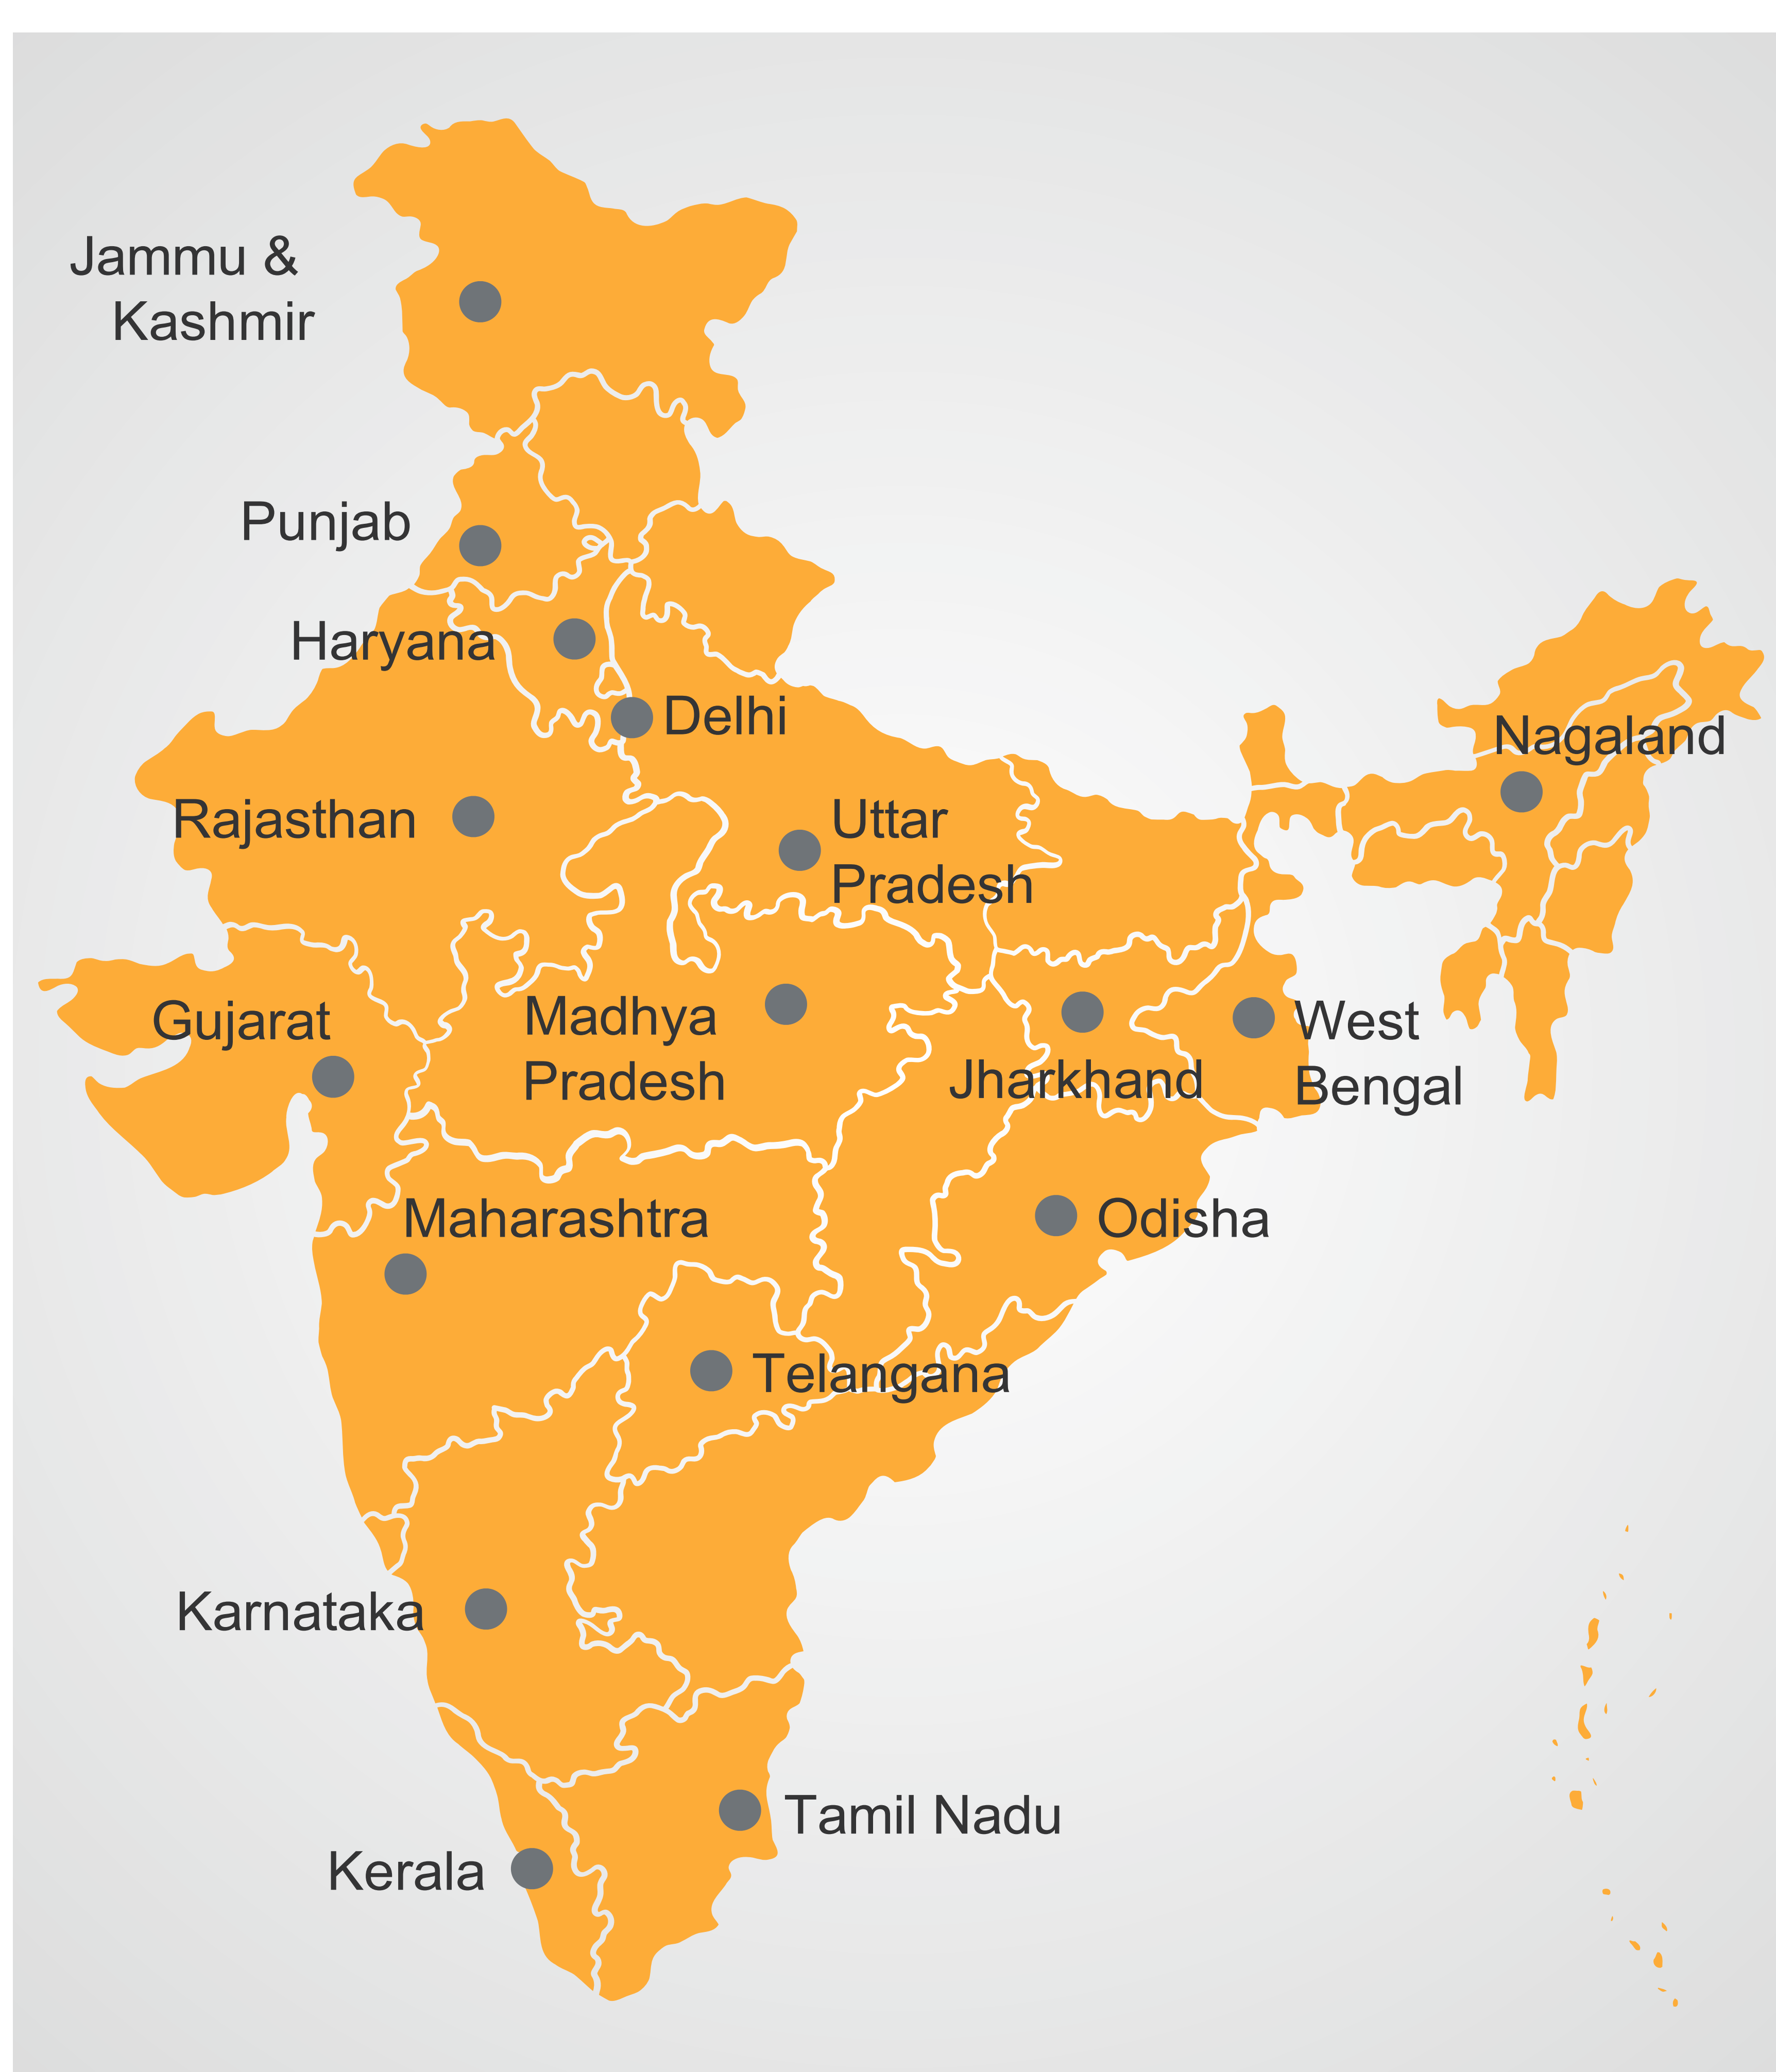 Jammu &
Kashmir
Punjab
Haryana
Delhi
Nagaland
Rajasthan
Uttar
Pradesh
Gujarat
Madhya
Pradesh
Jharkhand
West
Bengal
Maharashtra
Odisha
Telangana
Karnataka
Tamil Nadu
Kerala